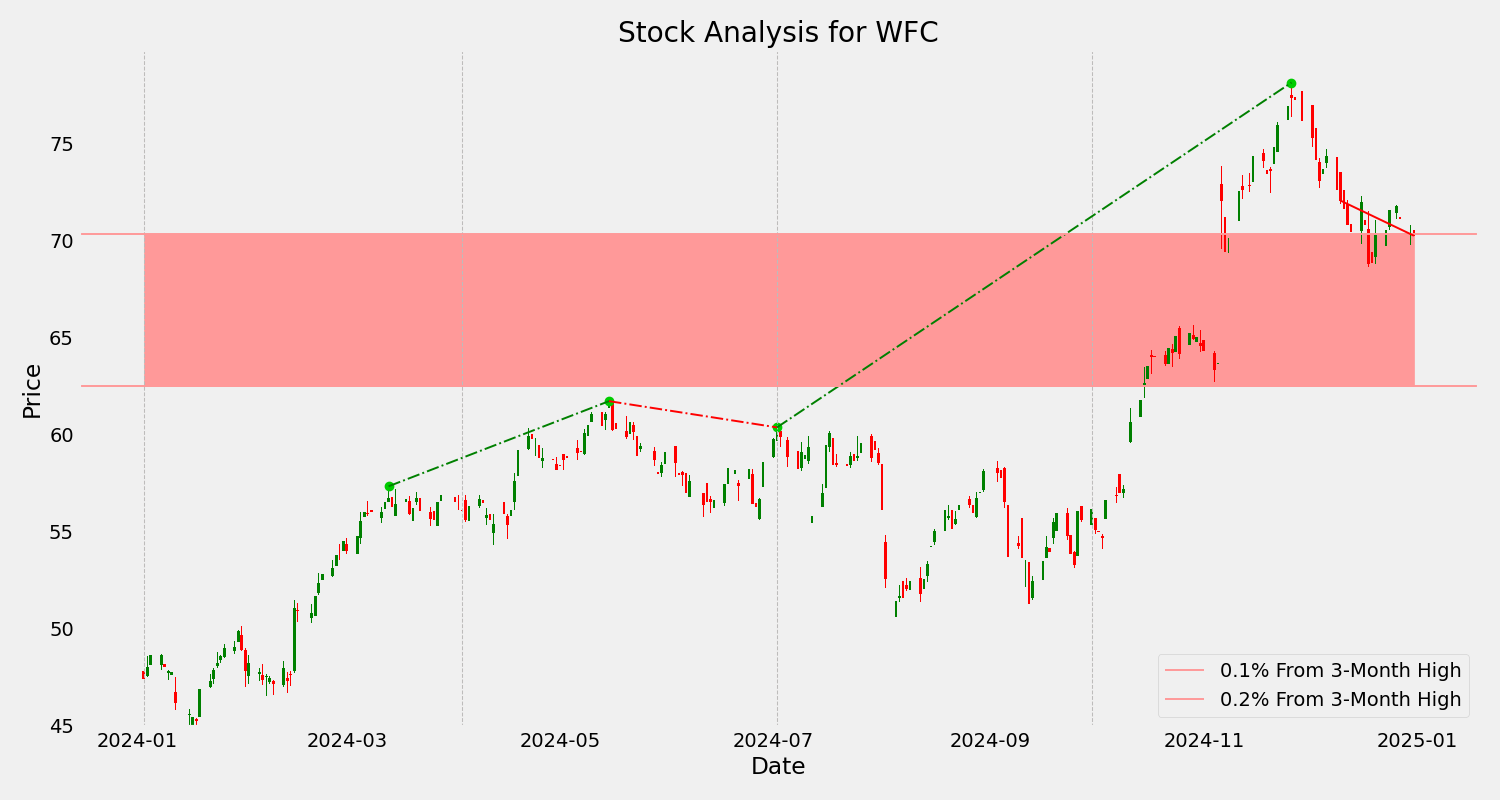 Stock Analysis for WFC
75
70
65
60
55
50
45
Price
2024-01
2024-03
2024-05
2024-07
2024-09
2024-11
2025-01
Date
0.1% From 3-Month High
0.2% From 3-Month High